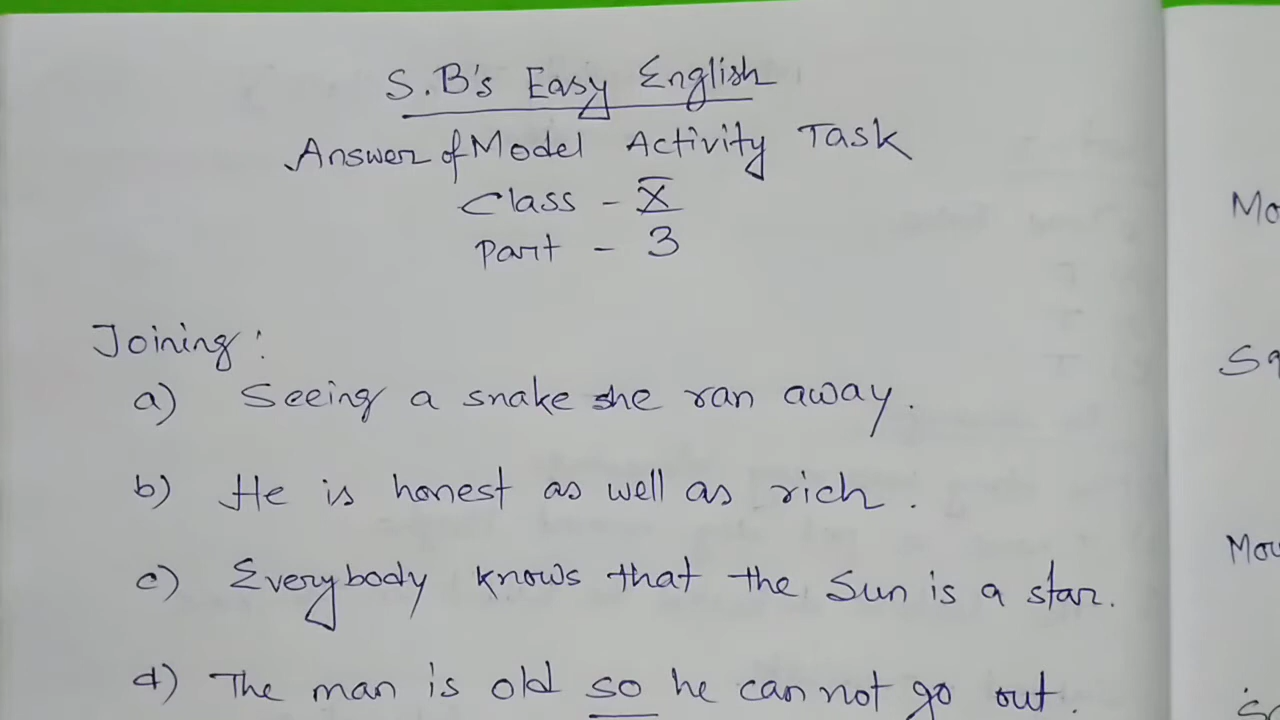 S.B's Easy English
Answer of Model Activity Task
Class - X
Part - 3
Joining:
a) Seeing a snake she ran away.
b) He is honest as well as rich.
c) Everybody knows that the Sun is a star.
d) The man is old so he can not go out.